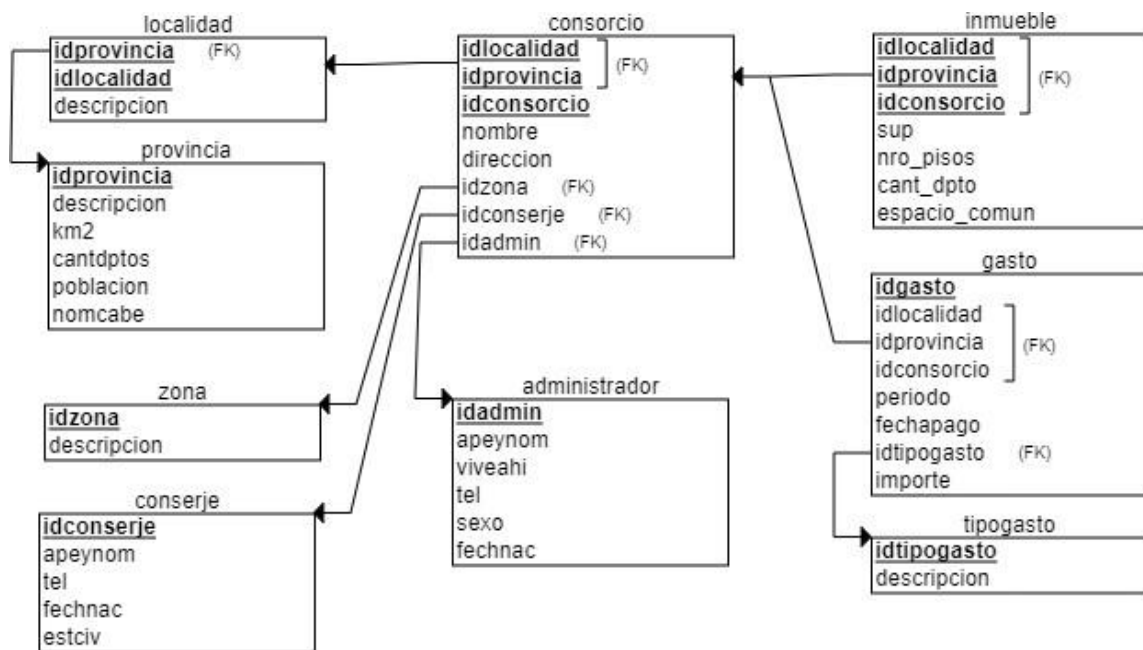 localidad
idprovincia (FK)
idlocalidad
descripcion
provincia
idprovincia
descripcion
km2
cantdptos
poblacion
nomcabe
zona
idzona
descripcion
conserje
idconserje
apeynom
tel
fechnac
estciv
consorcio
idlocalidad
idprovincia
(FK)
idconsorcio
nombre
direccion
idzona (FK)
idconserje (FK)
idadmin (FK)
administrador
idadmin
apeynom
viveahi
tel
sexo
fechnac
inmueble
idlocalidad
idprovincia (FK)
idconsorcio
sup
nro_pisos
cant_dpto
espacio_comun
gasto
idgasto
idlocalidad
idprovincia (FK)
idconsorcio
periodo
fechapago
idtipogasto (FK)
importe
tipogasto
idtipogasto
descripcion